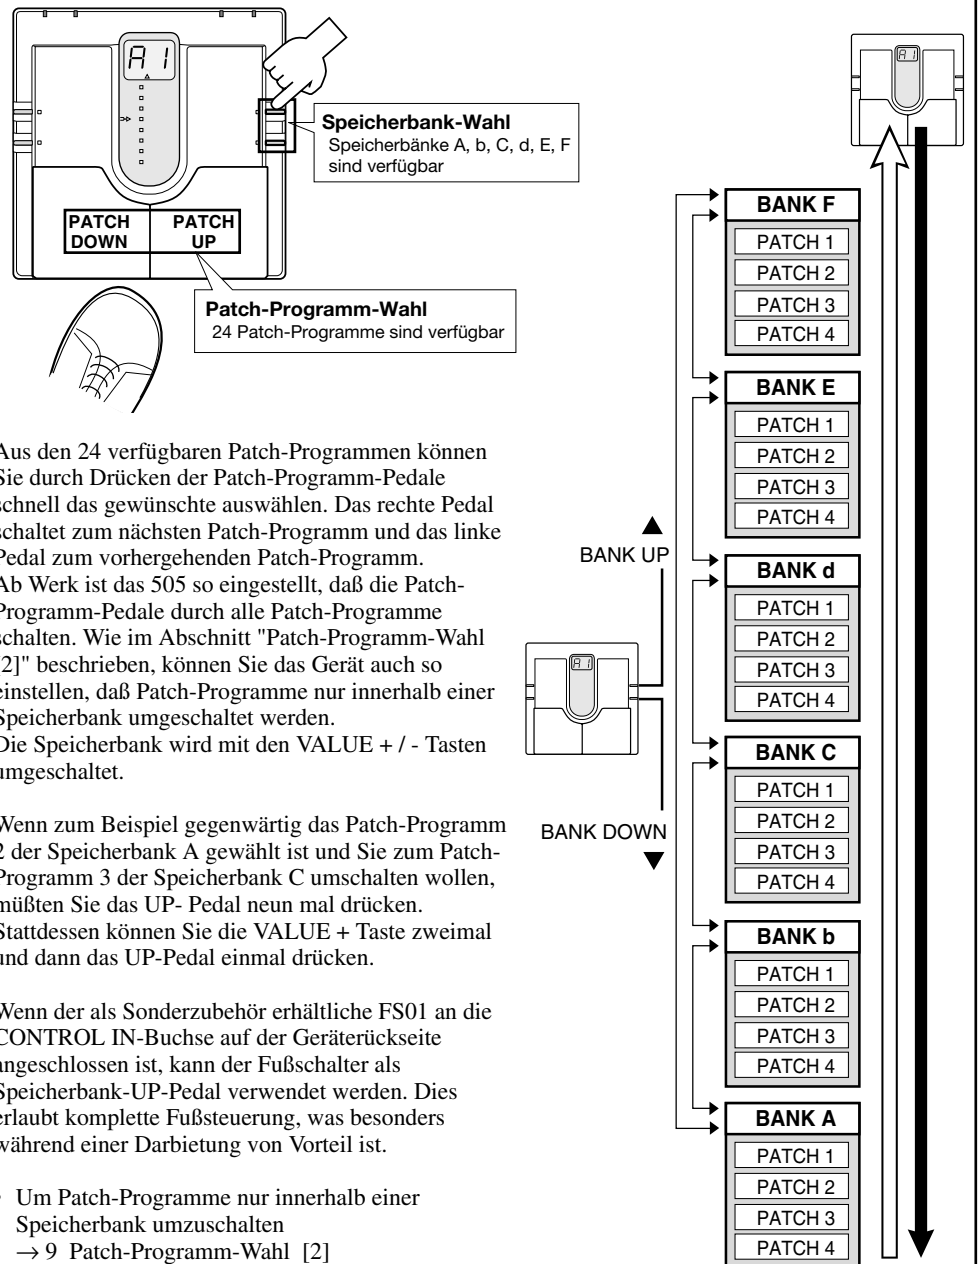 A1
Speicherbank-Wahl
Speicherbänke A, b, C, d, E, F
sind verfügbar
PATCH DOWN
PATCH UP
Patch-Programm-Wahl
24 Patch-Programme sind verfügbar
Aus den 24 verfügbaren Patch-Programmen können
Sie durch Drücken der Patch-Programm-Pedale
schnell das gewünschte auswählen. Das rechte Pedal
schaltet zum nächsten Patch-Programm und das linke
Pedal zum vorhergehenden Patch-Programm.
Ab Werk ist das 505 so eingestellt, daß die Patch-
Programm-Pedale durch alle Patch-Programme
schalten. Wie im Abschnitt "Patch-Programm-Wahl
[2]" beschrieben, können Sie das Gerät auch so
einstellen, daß Patch-Programme nur innerhalb einer
Speicherbank umgeschaltet werden.
Die Speicherbank wird mit den VALUE + / - Tasten
umgeschaltet.
Wenn zum Beispiel gegenwärtig das Patch-Programm
2 der Speicherbank A gewählt ist und Sie zum Patch-
Programm 3 der Speicherbank C umschalten wollen,
müßten Sie das UP- Pedal neun mal drücken.
Stattdessen können Sie die VALUE + Taste zweimal
und dann das UP-Pedal einmal drücken.
Wenn der als Sonderzubehör erhältliche FS01 an die
CONTROL IN-Buchse auf der Geräterückseite
angeschlossen ist, kann der Fußschalter als
Speicherbank-UP-Pedal verwendet werden. Dies
erlaubt komplette Fußsteuerung, was besonders
während einer Darbietung von Vorteil ist.
Um Patch-Programme nur innerhalb einer
Speicherbank umzuschalten
→ 9 Patch-Programm-Wahl [2]
BANK UP
A1
BANK DOWN
A1
BANK F
PATCH 1
PATCH 2
PATCH 3
PATCH 4
BANK E
PATCH 1
PATCH 2
PATCH 3
PATCH 4
BANK d
PATCH 1
PATCH 2
PATCH 3
PATCH 4
BANK C
PATCH 1
PATCH 2
PATCH 3
PATCH 4
BANK b
PATCH 1
PATCH 2
PATCH 3
PATCH 4
BANK A
PATCH 1
PATCH 2
PATCH 3
PATCH 4